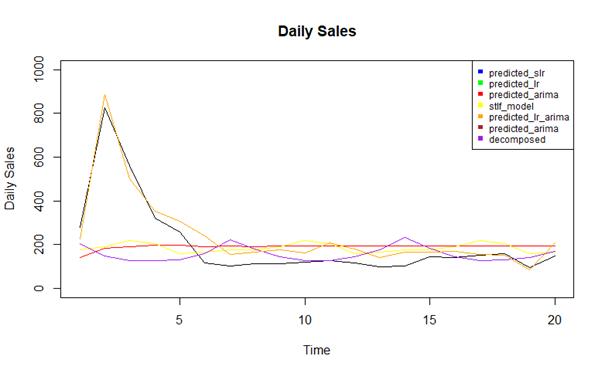 Daily Sales
1000
800
600
400
200
0
Daily Sales
predicted_slr
predicted_lr
predicted_arima
stlf_model
predicted_lr_arima
predicted_arima
decomposed
5
10
15
20
Time